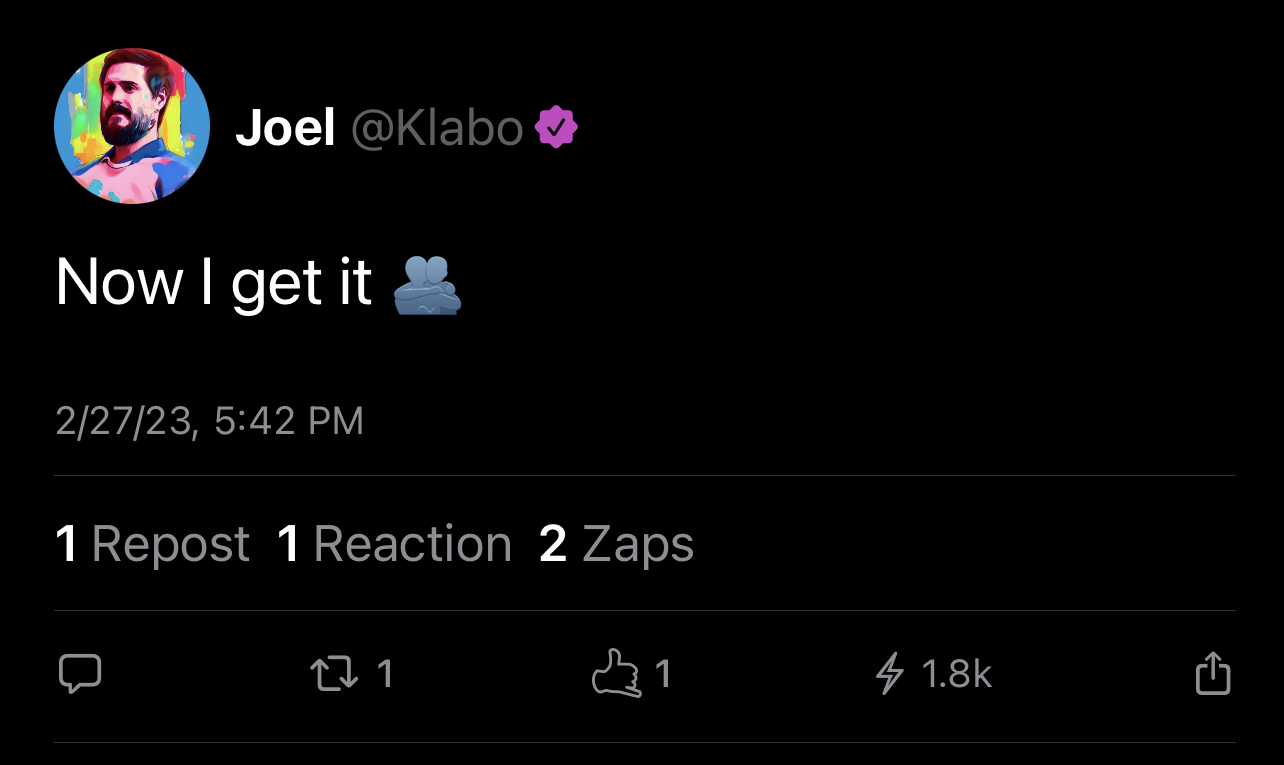 Joel @Klabo
Now I get it 🫂
2/27/23, 5:42 PM
1 Repost 1 Reaction 2 Zaps
1 1 1.8k